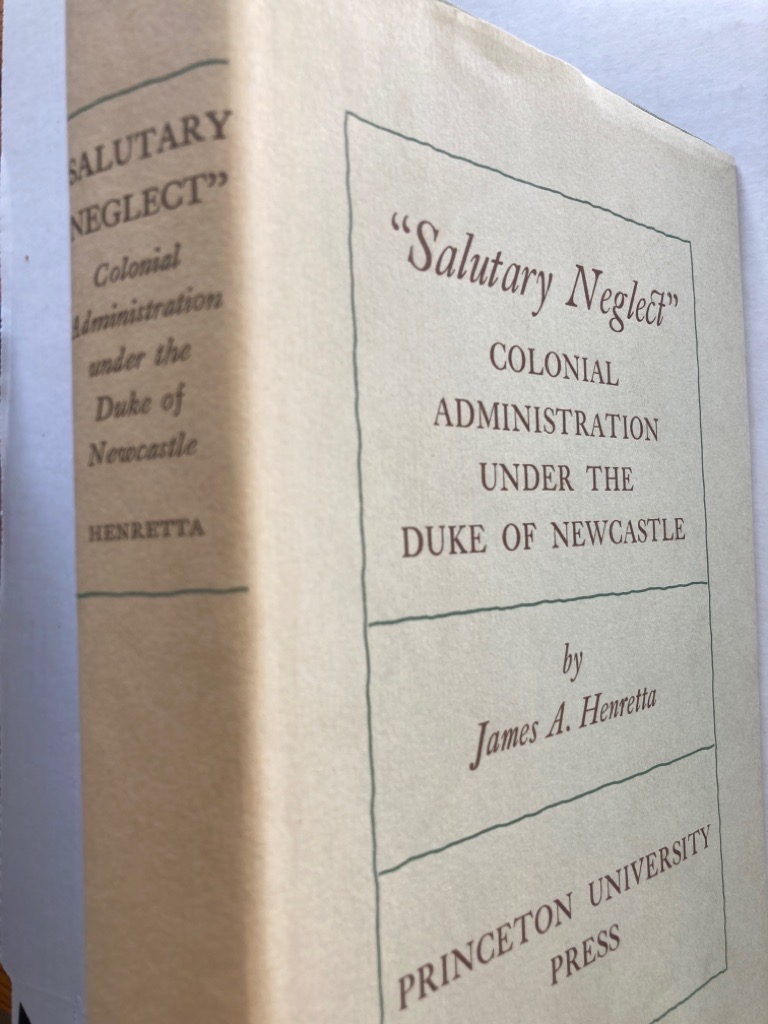 SALUTARY
NEGLECT”
Colonial
Administration
under the
Duke of
Newcastle
HENRETTA
“Salutary Neglect”
COLONIAL
ADMINISTRATION
UNDER THE
DUKE OF NEWCASTLE
by
James A. Henretta
PRINCETON UNIVERSITY
PRESS